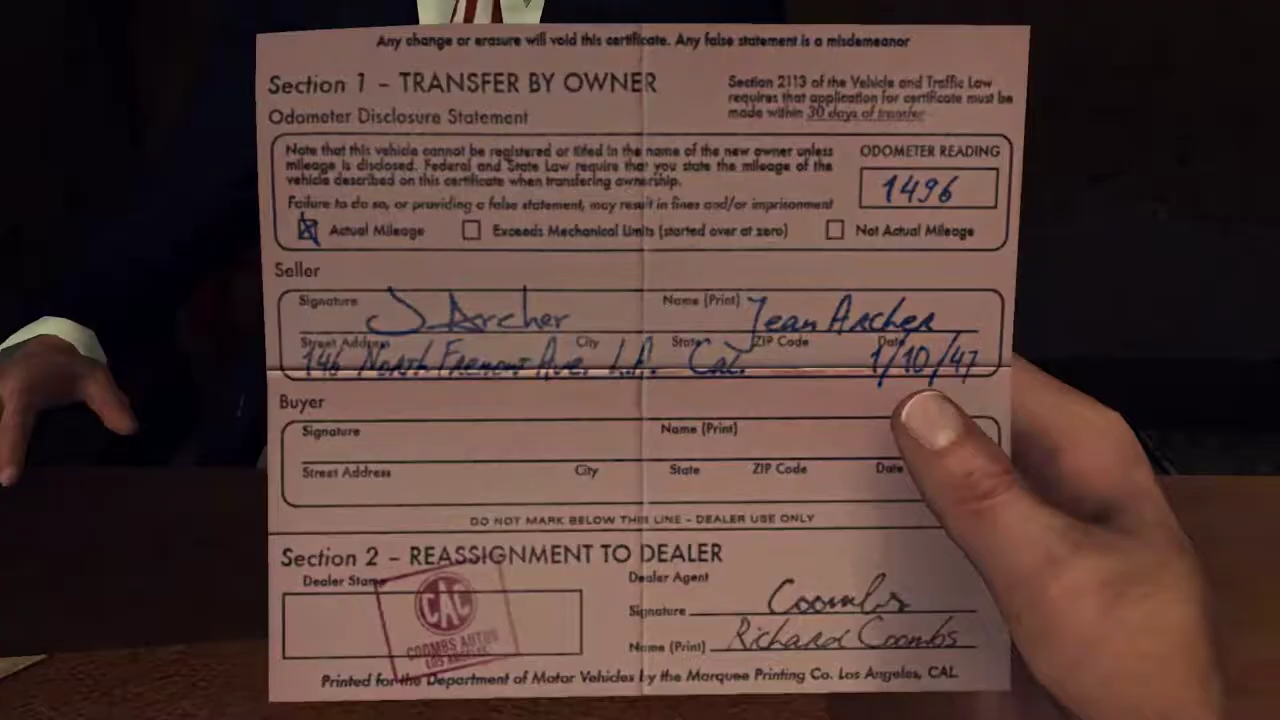 Any change or erasure will void this certificate. Any false statement is a misdemeanor
Section 1 – TRANSFER BY OWNER
Section 2113 of the Vehicle and Traffic Law
requires that application for certificate must be
made within 30 days of transfer
Odometer Disclosure Statement
Note that this vehicle cannot be registered or titled in the name of the new owner unless
mileage is disclosed. Federal and State Law require that you state the mileage of the
vehicle described on this certificate when transfering ownership.
Failure to do so, or providing a false statement, may result in fines and/or imprisonment
ODOMETER READING
1496
Actual Mileage Exceeds Mechanical Limits (started over at zero) Not Actual Mileage
Seller
Signature J Archer Name (Print) Jean Archer
Street Address City State ZIP Code Date
146 North Fremont Ave. L.A. Cal. 1/10/47
Buyer
Signature Name (Print)
Street Address City State ZIP Code Date
DO NOT MARK BELOW THIS LINE – DEALER USE ONLY
Section 2 – REASSIGNMENT TO DEALER
Dealer Stamp
CAC
COOMBS AUTOS
LOS ANGELES
Dealer Agent
Signature Coombs
Name (Print) Richard Coombs
Printed for the Department of Motor Vehicles by the Marquee Printing Co. Los Angeles, CAL.